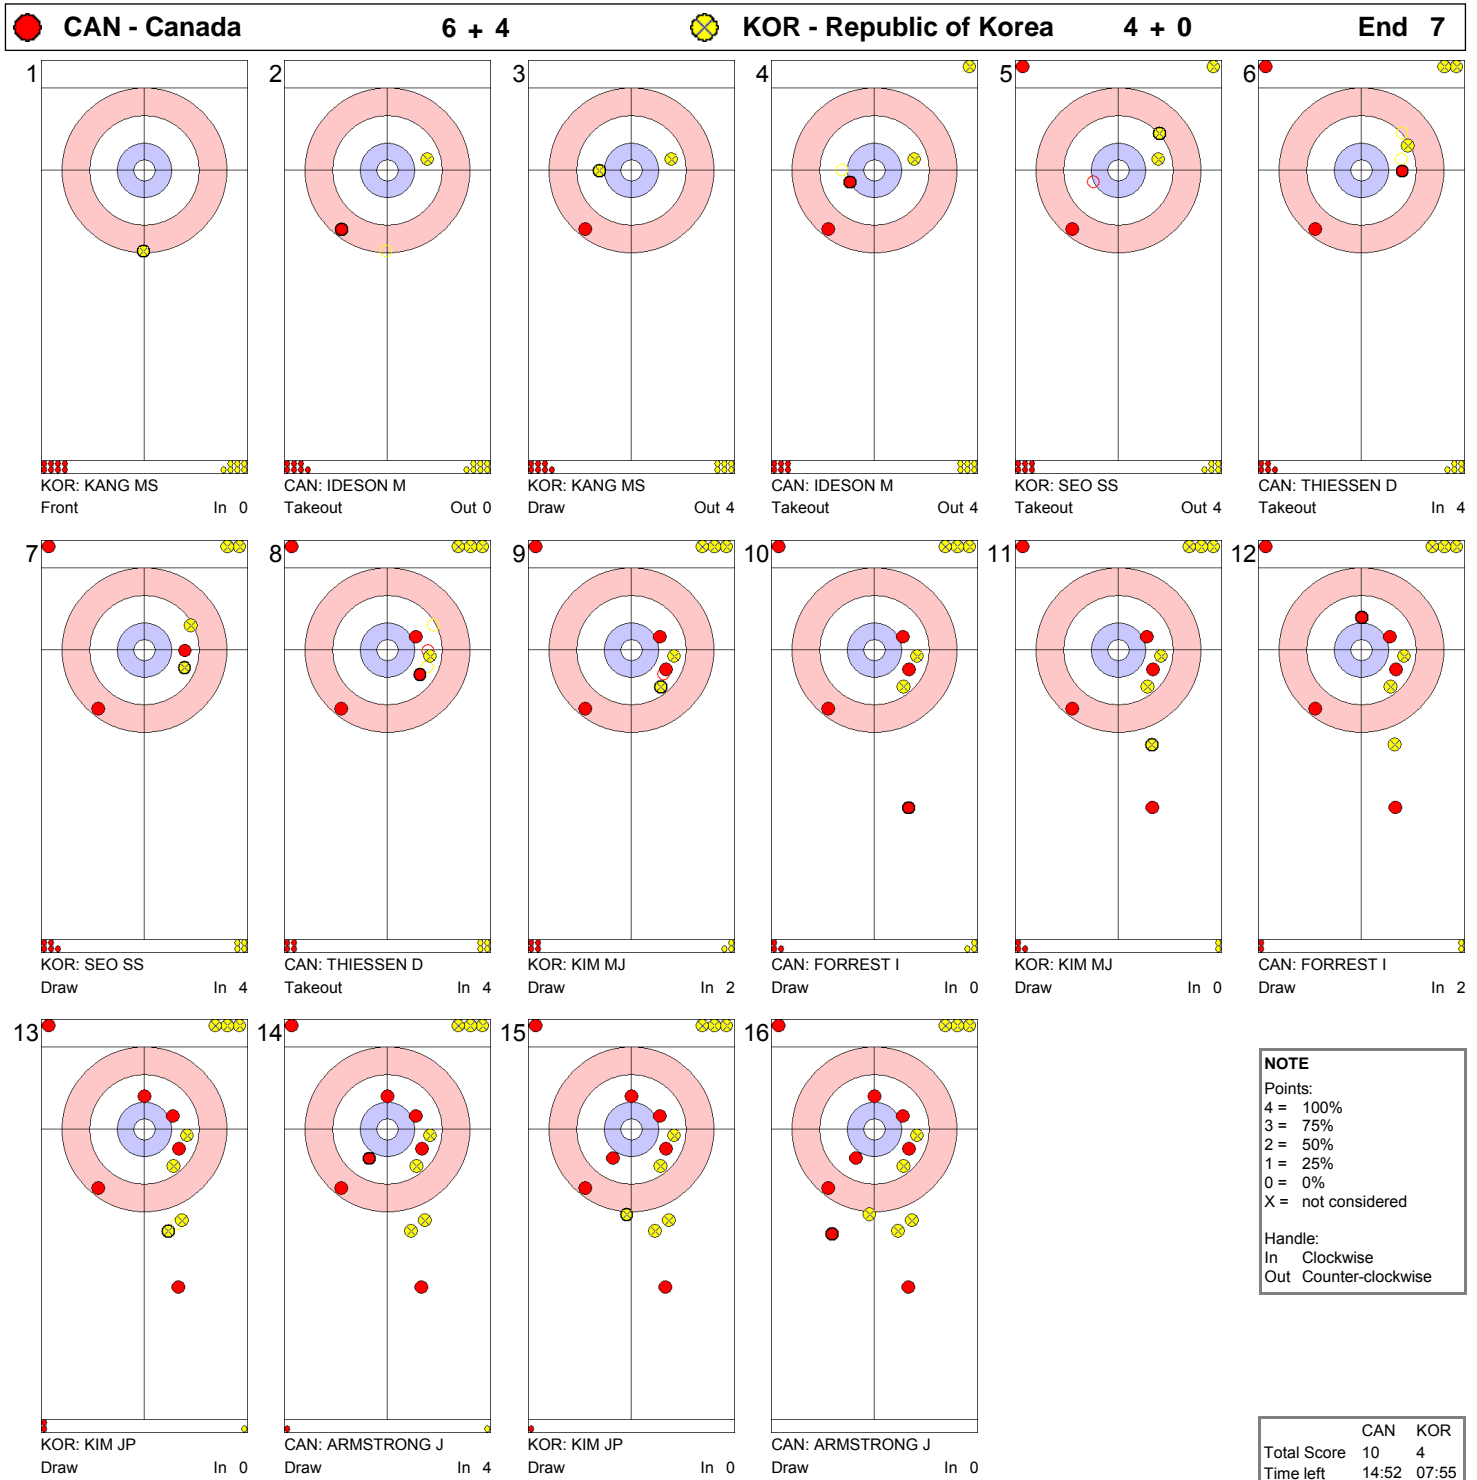 CAN - Canada 6 + 4 KOR - Republic of Korea 4 + 0 End 7
1 2 3 4 5 6
KOR: KANG MS CAN: IDESON M KOR: KANG MS CAN: IDESON M KOR: SEO SS CAN: THIESSEN D
Front In 0 Takeout Out 0 Draw Out 4 Takeout Out 4 Takeout Out 4 Takeout In 4
7 8 9 10 11 12
KOR: SEO SS CAN: THIESSEN D KOR: KIM MJ CAN: FORREST I KOR: KIM MJ CAN: FORREST I
Draw In 4 Takeout In 4 Draw In 2 Draw In 0 Draw In 0 Draw In 2
13 14 15 16
KOR: KIM JP CAN: ARMSTRONG J KOR: KIM JP CAN: ARMSTRONG J
Draw In 0 Draw In 4 Draw In 0 Draw In 0
NOTE
Points:
4 = 100%
3 = 75%
2 = 50%
1 = 25%
0 = 0%
X = not considered
Handle:
In Clockwise
Out Counter-clockwise
CAN KOR
Total Score 10 4
Time left 14:52 07:55